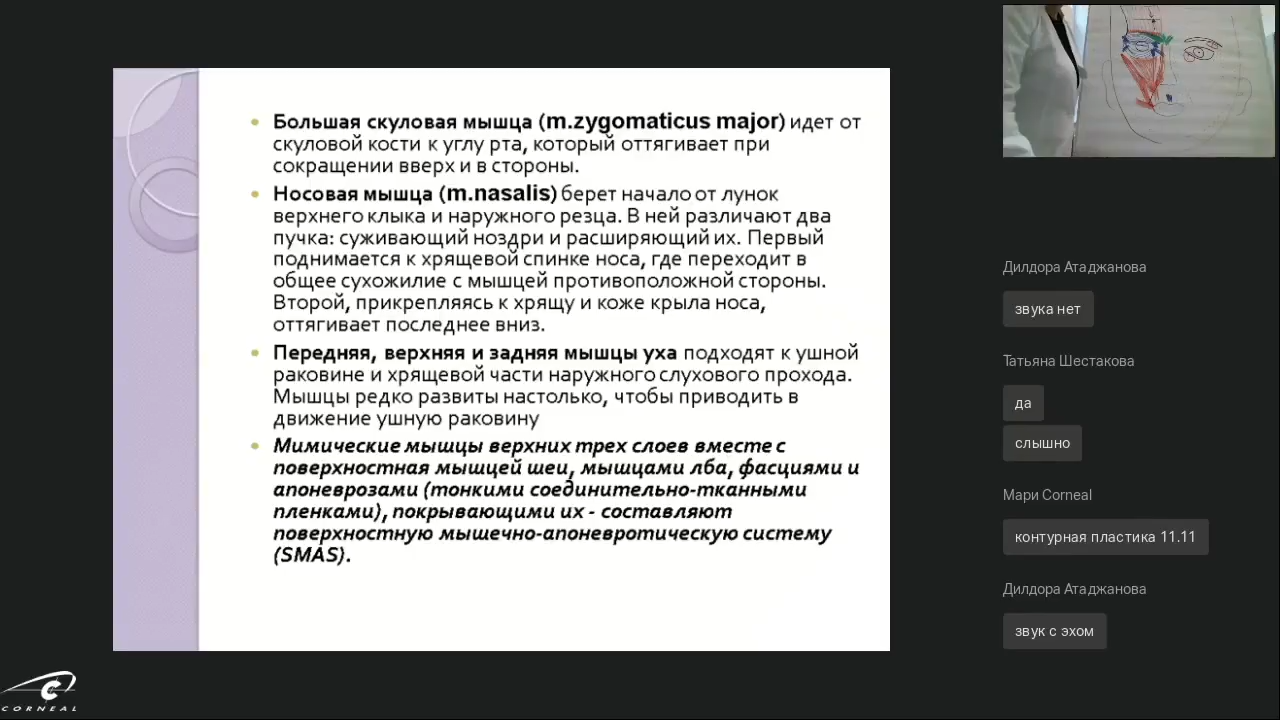 Большая скуловая мышца (m.zygomaticus major) идет от
скуловой кости к углу рта, который оттягивает при
сокращении вверх и в стороны.
Носовая мышца (m.nasalis) берет начало от лунок
верхнего клыка и наружного резца. В ней различают два
пучка: суживающий ноздри и расширяющий их. Первый
поднимается к хрящевой спинке носа, где переходит в
общее сухожилие с мышцей противоположной стороны.
Второй, прикрепляясь к хрящу и коже крыла носа,
оттягивает последнее вниз.
Передняя, верхняя и задняя мышцы уха подходят к ушной
раковине и хрящевой части наружного слухового прохода.
Мышцы редко развиты настолько, чтобы приводить в
движение ушную раковину
Мимические мышцы верхних трех слоев вместе с
поверхностная мышцей шеи, мышцами лба, фасциями и
апоневрозами (тонкими соединительно-тканными
пленками), покрывающими их - составляют
поверхностную мышечно-апоневротическую систему
(SMAS).
Дилдора Атаджанова
звука нет
Татьяна Шестакова
да
слышно
Мари Corneal
контурная пластика 11.11
Дилдора Атаджанова
звук с эхом
CORNEAL